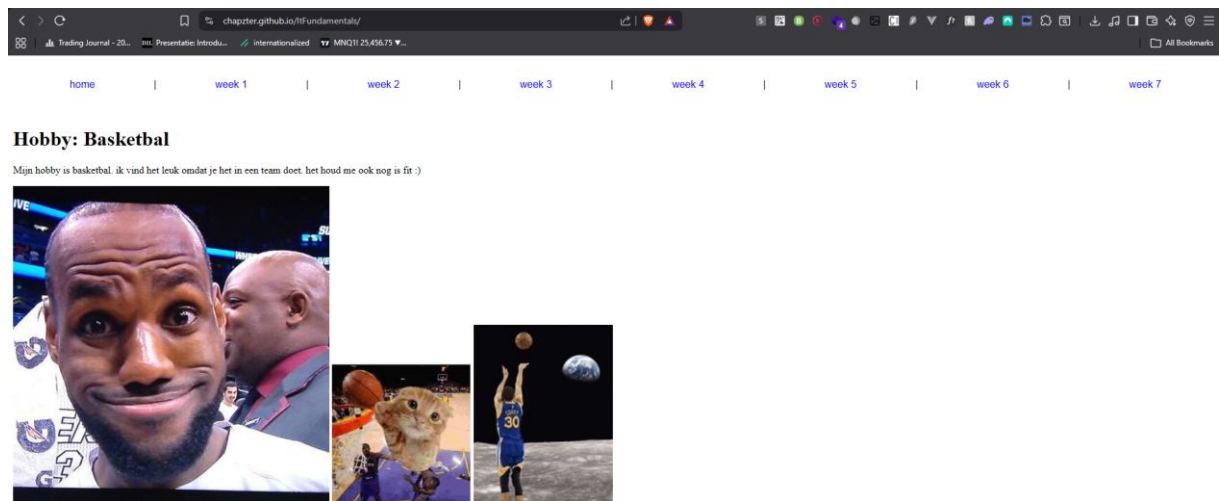 chapzter.github.io/ItFundamentals/
Trading Journal - 20...
Presentatie: Introdu...
internationalized
MNQ1! 25,456.75 ▼...
All Bookmarks
home | week 1 | week 2 | week 3 | week 4 | week 5 | week 6 | week 7
Hobby: Basketbal
Mijn hobby is basketbal. ik vind het leuk omdat je het in een team doet. het houd me ook nog is fit :)
IVE
CURRY
30